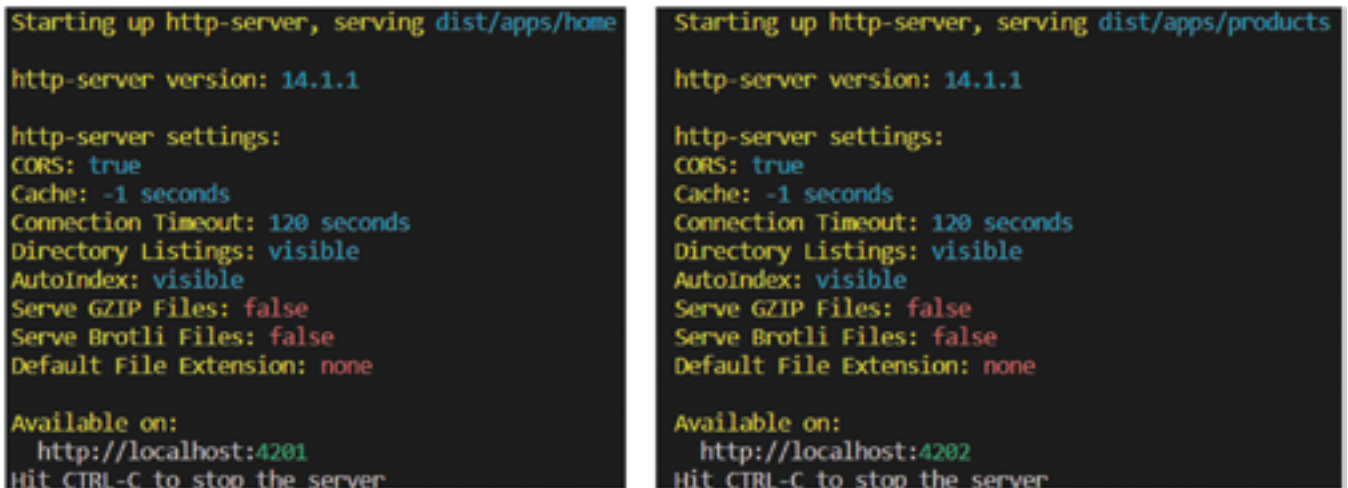 Starting up http-server, serving dist/apps/home
http-server version: 14.1.1
http-server settings:
CORS: true
Cache: -1 seconds
Connection Timeout: 120 seconds
Directory Listings: visible
AutoIndex: visible
Serve GZIP Files: false
Serve Brotli Files: false
Default File Extension: none
Available on:
http://localhost:4201
Hit CTRL-C to stop the server
Starting up http-server, serving dist/apps/products
http-server version: 14.1.1
http-server settings:
CORS: true
Cache: -1 seconds
Connection Timeout: 120 seconds
Directory Listings: visible
AutoIndex: visible
Serve GZIP Files: false
Serve Brotli Files: false
Default File Extension: none
Available on:
http://localhost:4202
Hit CTRL-C to stop the server